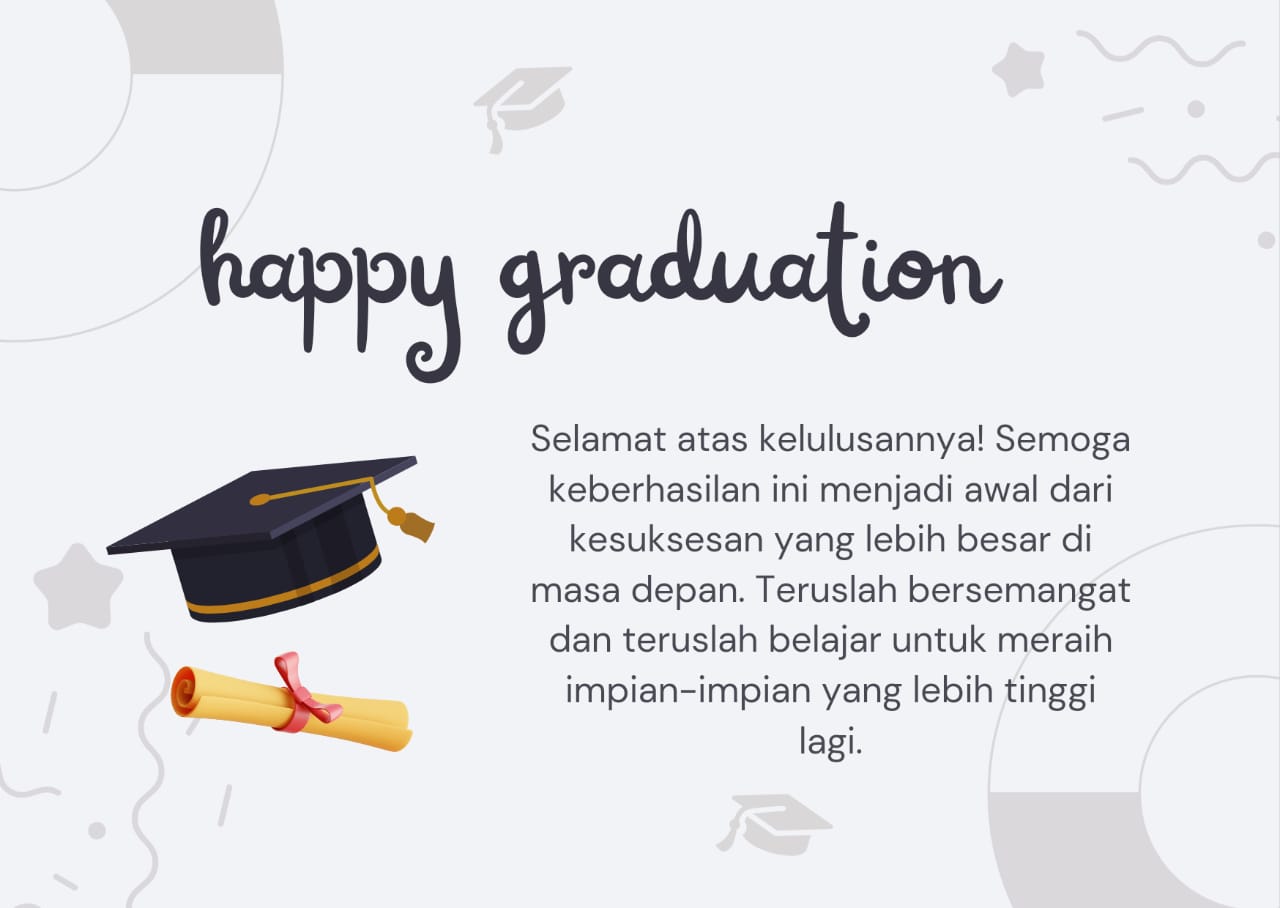 happy graduation
Selamat atas kelulusannya! Semoga
keberhasilan ini menjadi awal dari
kesuksesan yang lebih besar di
masa depan. Teruslah bersemangat
dan teruslah belajar untuk meraih
impian-impian yang lebih tinggi
lagi.